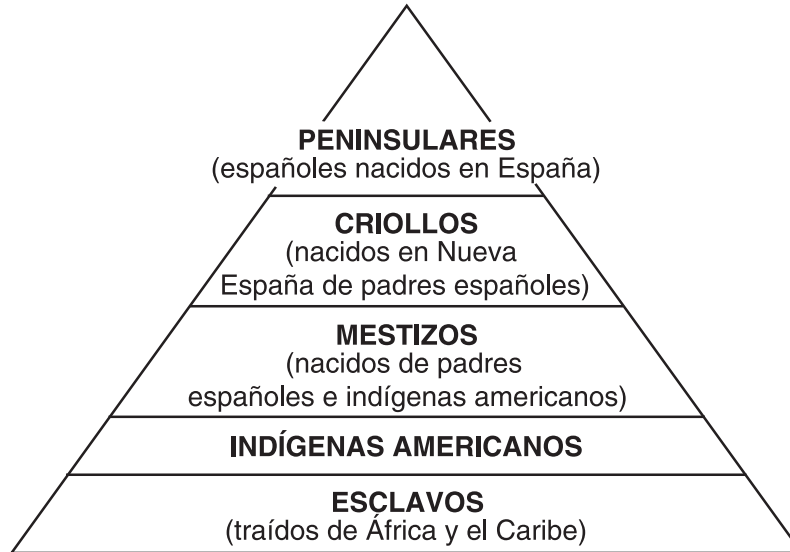 PENINSULARES
(españoles nacidos en España)
CRIOLLOS
(nacidos en Nueva
España de padres españoles)
MESTIZOS
(nacidos de padres
españoles e indígenas americanos)
INDÍGENAS AMERICANOS
ESCLAVOS
(traídos de África y el Caribe)